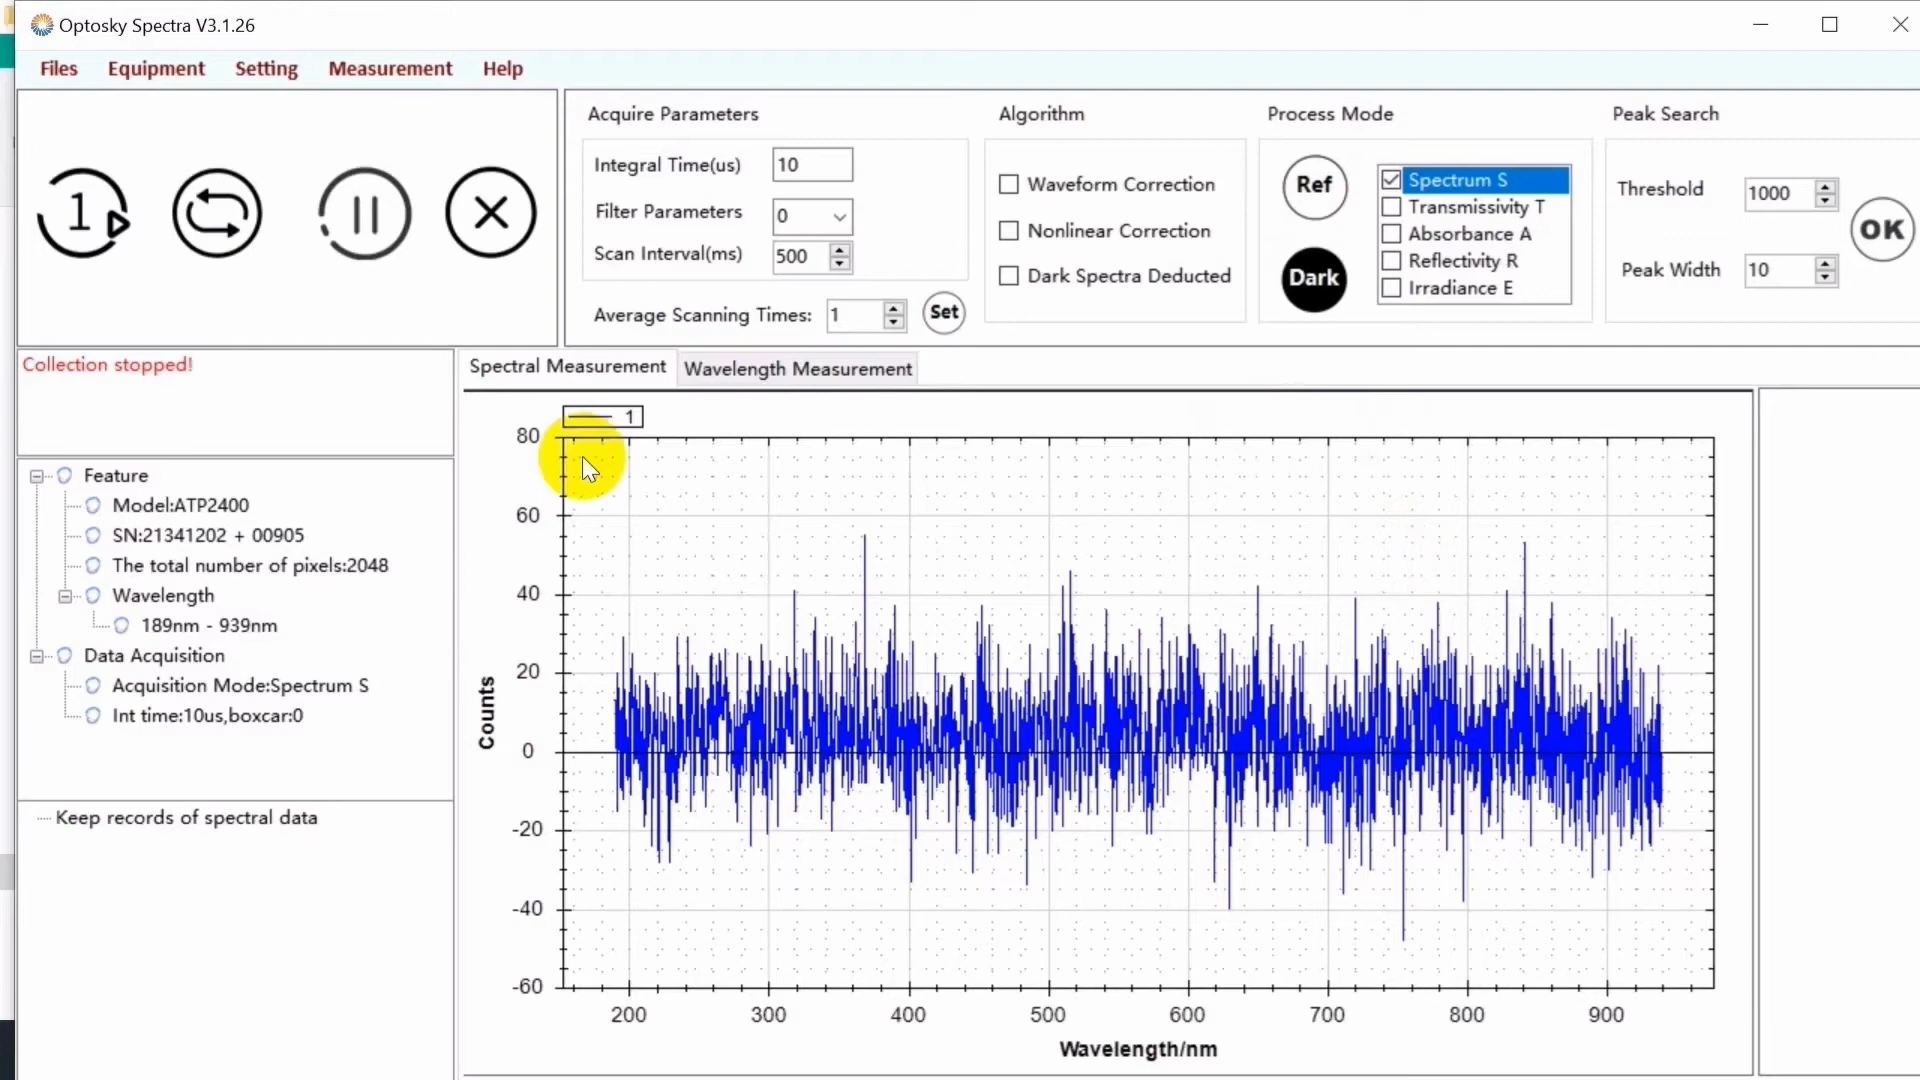 Optosky Spectra V3.1.26
Files Equipment Setting Measurement Help
1
Acquire Parameters
Integral Time(us) 10
Filter Parameters 0
Scan Interval(ms) 500
Average Scanning Times: 1 Set
Algorithm
Waveform Correction
Nonlinear Correction
Dark Spectra Deducted
Process Mode
Ref
Dark
Spectrum S
Transmissivity T
Absorbance A
Reflectivity R
Irradiance E
Peak Search
Threshold 1000
Peak Width 10
OK
Collection stopped!
Feature
Model:ATP2400
SN:21341202 + 00905
The total number of pixels:2048
Wavelength
189nm - 939nm
Data Acquisition
Acquisition Mode:Spectrum S
Int time:10us,boxcar:0
Keep records of spectral data
Spectral Measurement Wavelength Measurement
1
80
60
40
20
0
-20
-40
-60
Counts
200 300 400 500 600 700 800 900
Wavelength/nm